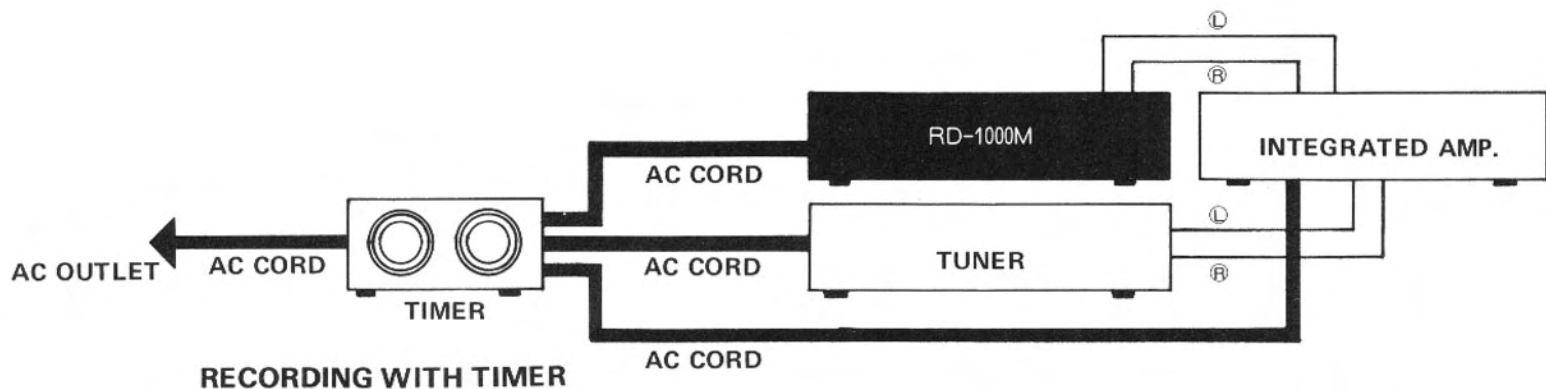 Ⓛ
Ⓡ
RD-1000M
INTEGRATED AMP.
AC CORD
Ⓛ
AC OUTLET
AC CORD
AC CORD
TUNER
Ⓡ
TIMER
AC CORD
RECORDING WITH TIMER